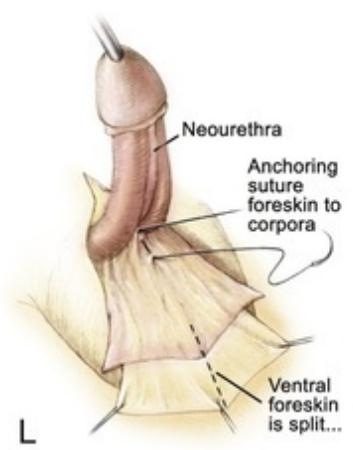 Neourethra
Anchoring
suture
foreskin to
corpora
Ventral
foreskin
is split...
L